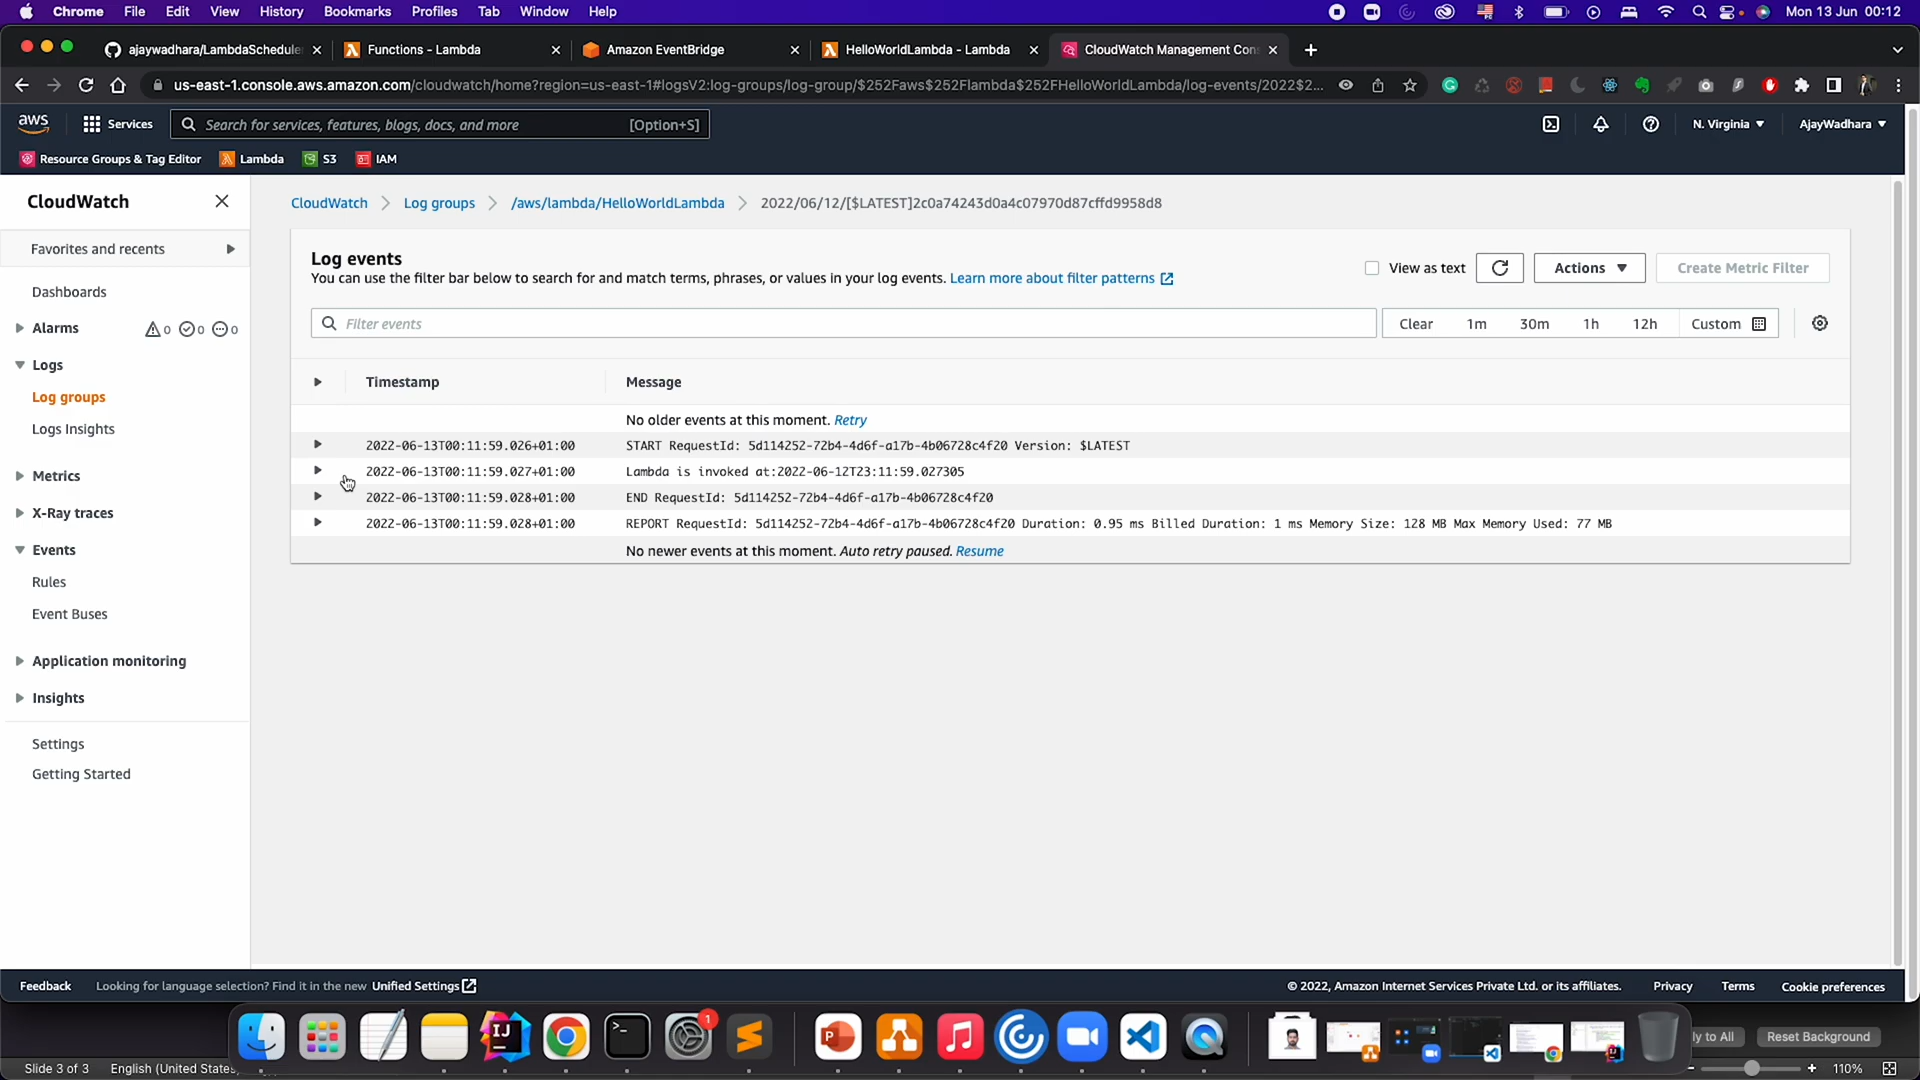 Chrome File Edit View History Bookmarks Profiles Tab Window Help Mon 13 Jun 00:12
ajaywadhara/LambdaSchedule Functions - Lambda Amazon EventBridge HelloWorldLambda - Lambda CloudWatch Management Con
us-east-1.console.aws.amazon.com/cloudwatch/home?region=us-east-1#logsV2:log-groups/log-group/$252Faws$252Flambda$252FHelloWorldLambda/log-events/2022$2...
aws Services Search for services, features, blogs, docs, and more [Option+S] N. Virginia AjayWadhara
Resource Groups & Tag Editor Lambda S3 IAM
CloudWatch
Favorites and recents
Dashboards
Alarms 0 0 0
Logs
Log groups
Logs Insights
Metrics
X-Ray traces
Events
Rules
Event Buses
Application monitoring
Insights
Settings
Getting Started
CloudWatch Log groups /aws/lambda/HelloWorldLambda 2022/06/12/[$LATEST]2c0a74243d0a4c07970d87cffd9958d8
Log events
You can use the filter bar below to search for and match terms, phrases, or values in your log events. Learn more about filter patterns
View as text Actions Create Metric Filter
Filter events Clear 1m 30m 1h 12h Custom
Timestamp Message
No older events at this moment. Retry
2022-06-13T00:11:59.026+01:00 START RequestId: 5d114252-72b4-4d6f-a17b-4b06728c4f20 Version: $LATEST
2022-06-13T00:11:59.027+01:00 Lambda is invoked at:2022-06-12T23:11:59.027305
2022-06-13T00:11:59.028+01:00 END RequestId: 5d114252-72b4-4d6f-a17b-4b06728c4f20
2022-06-13T00:11:59.028+01:00 REPORT RequestId: 5d114252-72b4-4d6f-a17b-4b06728c4f20 Duration: 0.95 ms Billed Duration: 1 ms Memory Size: 128 MB Max Memory Used: 77 MB
No newer events at this moment. Auto retry paused. Resume
Feedback Looking for language selection? Find it in the new Unified Settings © 2022, Amazon Internet Services Private Ltd. or its affiliates. Privacy Terms Cookie preferences
1
to All Reset Background
Slide 3 of 3 English (United States 110%